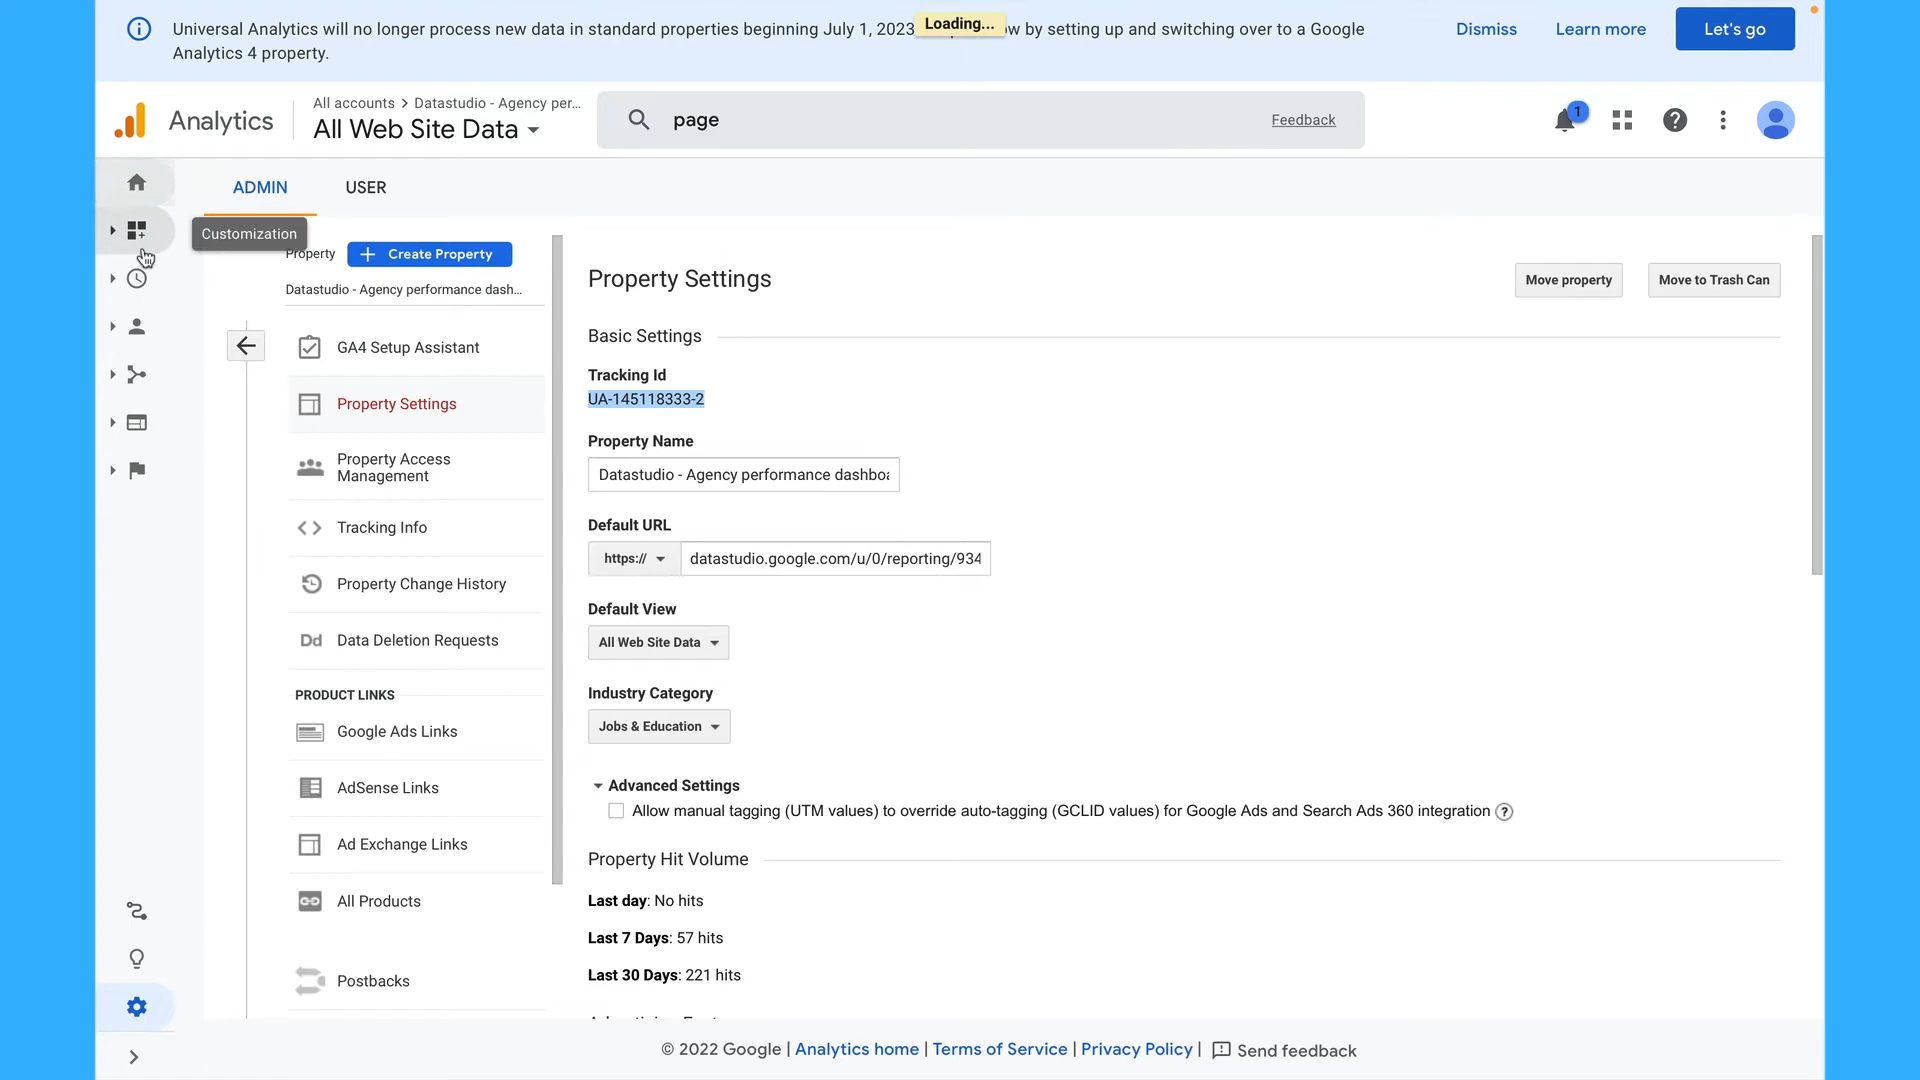 Universal Analytics will no longer process new data in standard properties beginning July 1, 2023 Loading... w by setting up and switching over to a Google
Analytics 4 property.
Dismiss
Learn more
Let's go
Analytics
All accounts > Datastudio - Agency per...
All Web Site Data
page
Feedback
1
ADMIN
USER
Customization
Property
Create Property
Datastudio - Agency performance dash...
GA4 Setup Assistant
Property Settings
Property Access
Management
Tracking Info
Property Change History
Dd Data Deletion Requests
PRODUCT LINKS
Google Ads Links
AdSense Links
Ad Exchange Links
All Products
Postbacks
Property Settings
Move property
Move to Trash Can
Basic Settings
Tracking Id
UA-145118333-2
Property Name
Datastudio - Agency performance dashboa
Default URL
https://
datastudio.google.com/u/0/reporting/934
Default View
All Web Site Data
Industry Category
Jobs & Education
Advanced Settings
Allow manual tagging (UTM values) to override auto-tagging (GCLID values) for Google Ads and Search Ads 360 integration ?
Property Hit Volume
Last day: No hits
Last 7 Days: 57 hits
Last 30 Days: 221 hits
© 2022 Google | Analytics home | Terms of Service | Privacy Policy | Send feedback